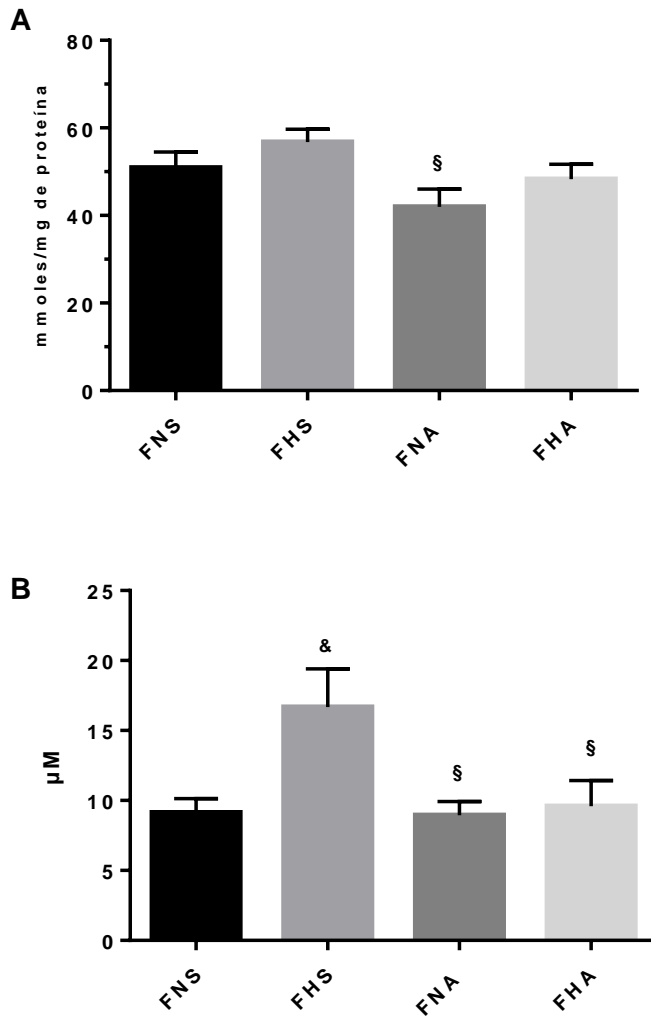 A
80
60
40
20
0
mmoles/mg de proteína
§
FNS
FHS
FNA
FHA
B
25
20
15
10
5
0
µM
&
§
§
FNS
FHS
FNA
FHA